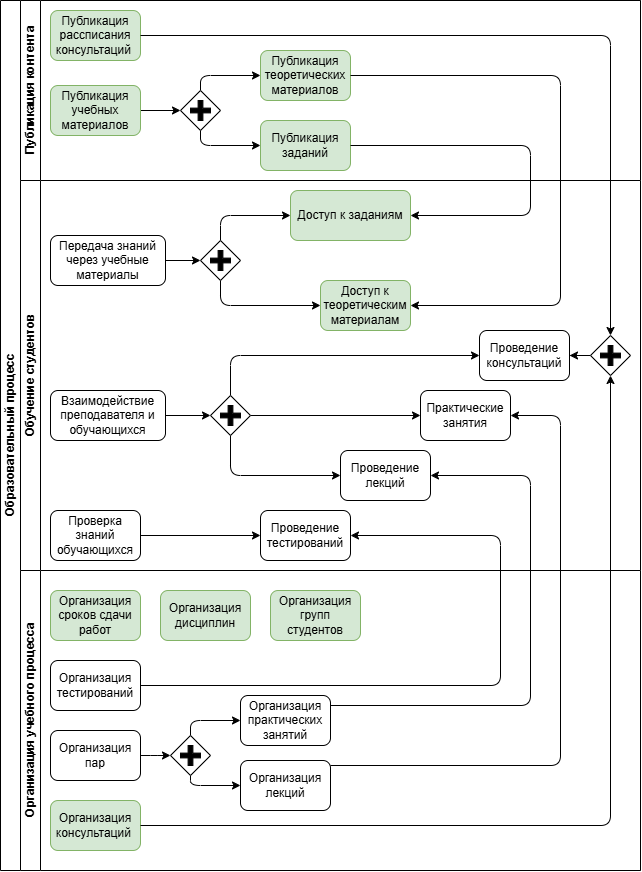 Образовательный процесс
Публикация контента
Публикация
рассписания
консультаций
Публикация
учебных
материалов
Публикация
теоретических
материалов
Публикация
заданий
Обучение студентов
Доступ к заданиям
Передача знаний
через учебные
материалы
Доступ к
теоретическим
материалам
Проведение
консультаций
Взаимодействие
преподавателя и
обучающихся
Практические
занятия
Проведение
лекций
Проверка
знаний
обучающихся
Проведение
тестирований
Организация учебного процесса
Организация
сроков сдачи
работ
Организация
дисциплин
Организация
групп
студентов
Организация
тестирований
Организация
практических
занятий
Организация
пар
Организация
лекций
Организация
консультаций